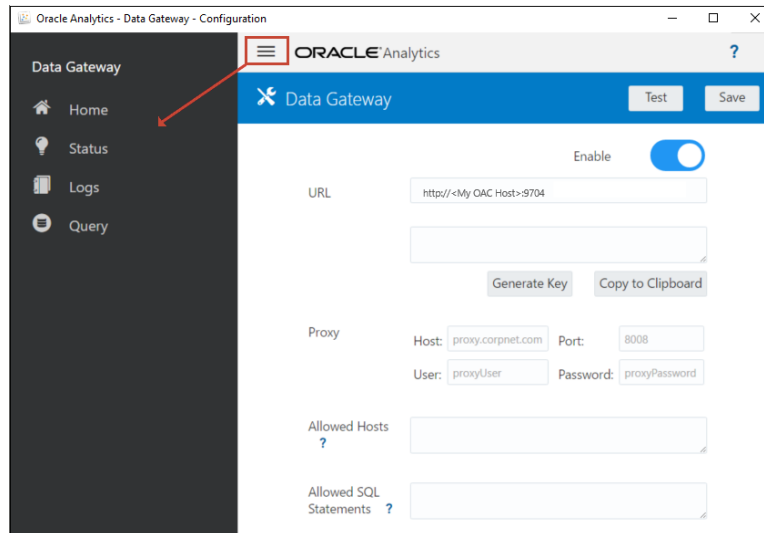 Oracle Analytics - Data Gateway - Configuration
Data Gateway
Home
Status
Logs
Query
ORACLE Analytics
?
Data Gateway
Test
Save
Enable
URL
http://<My OAC Host>:9704
Generate Key
Copy to Clipboard
Proxy
Host: proxy.corpnet.com Port: 8008
User: proxyUser Password: proxyPassword
Allowed Hosts
?
Allowed SQL
Statements ?